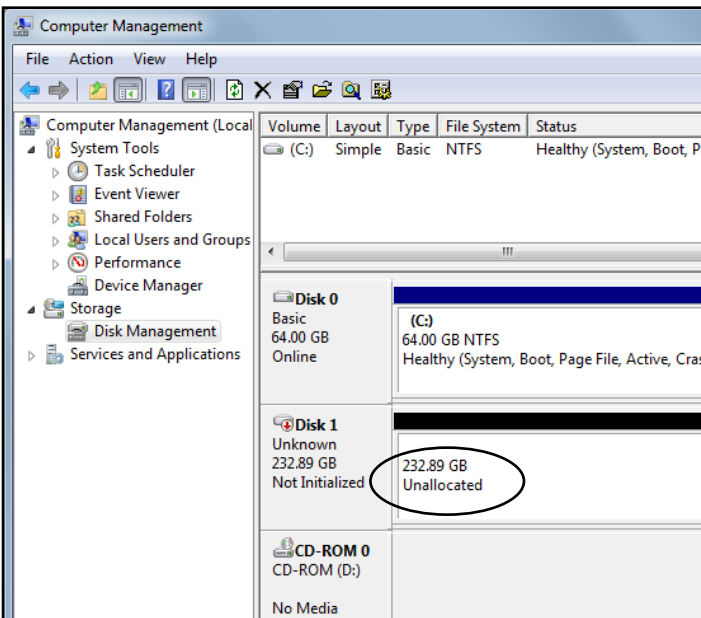 Computer Management
File Action View Help
Computer Management (Local
System Tools
Task Scheduler
Event Viewer
Shared Folders
Local Users and Groups
Performance
Device Manager
Storage
Disk Management
Services and Applications
Volume Layout Type File System Status
(C:) Simple Basic NTFS Healthy (System, Boot, P
Disk 0
Basic
64.00 GB
Online
(C:)
64.00 GB NTFS
Healthy (System, Boot, Page File, Active, Cras
Disk 1
Unknown
232.89 GB
Not Initialized
232.89 GB
Unallocated
CD-ROM 0
CD-ROM (D:)
No Media